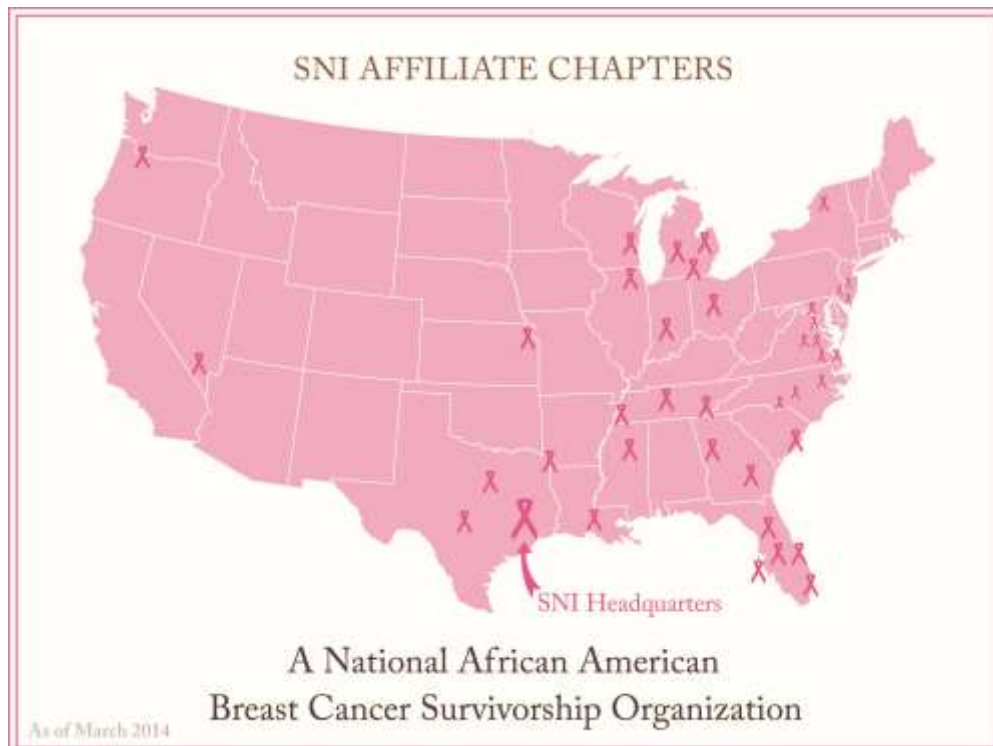 SNI AFFILIATE CHAPTERS
SNI Headquarters
A National African American
Breast Cancer Survivorship Organization
As of March 2014